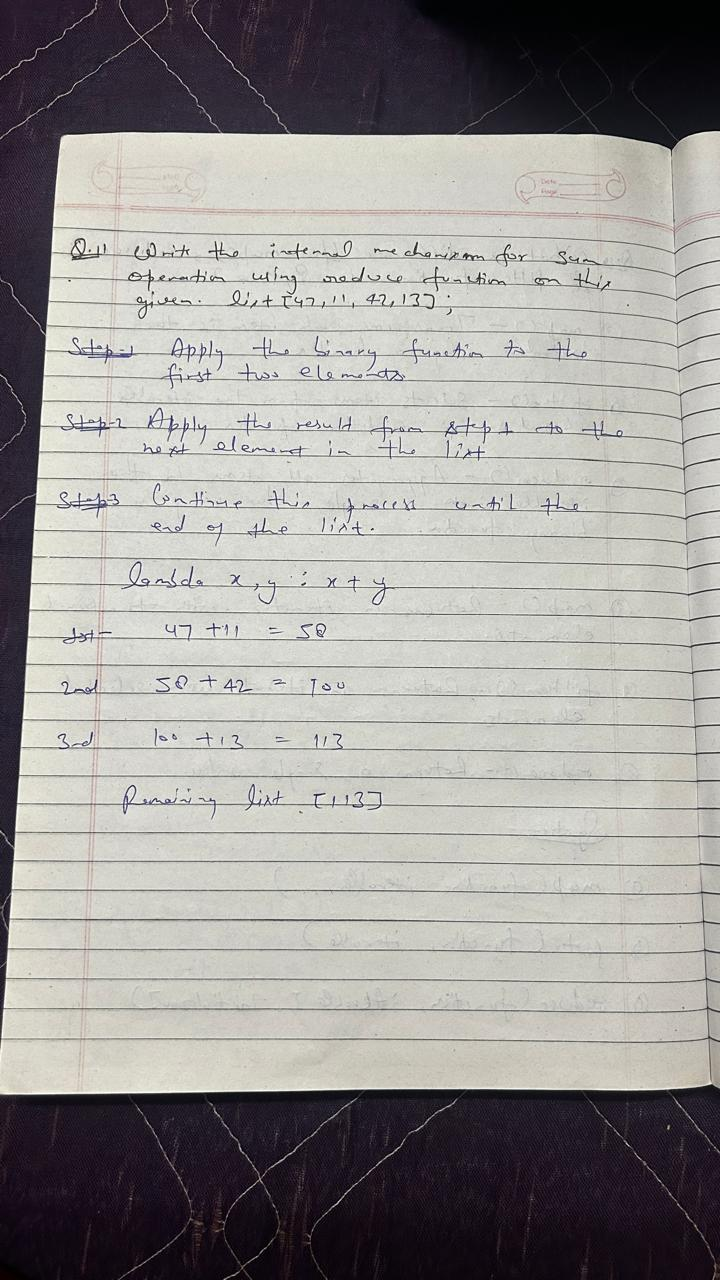 Date
Page
Q.11 Write the internal mechanism for sum
operation using reduce function on this
given. list [47, 11, 42, 13];
Step-1 Apply the binary function to the
first two elements
Step-2 Apply the result from step 1 to the
next element in the list
Step3 Continue this process until the
end of the list.
lambda x, y : x + y
1st- 47 + 11 = 58
2nd 58 + 42 = 100
3rd 100 + 13 = 113
Remaining list [113]